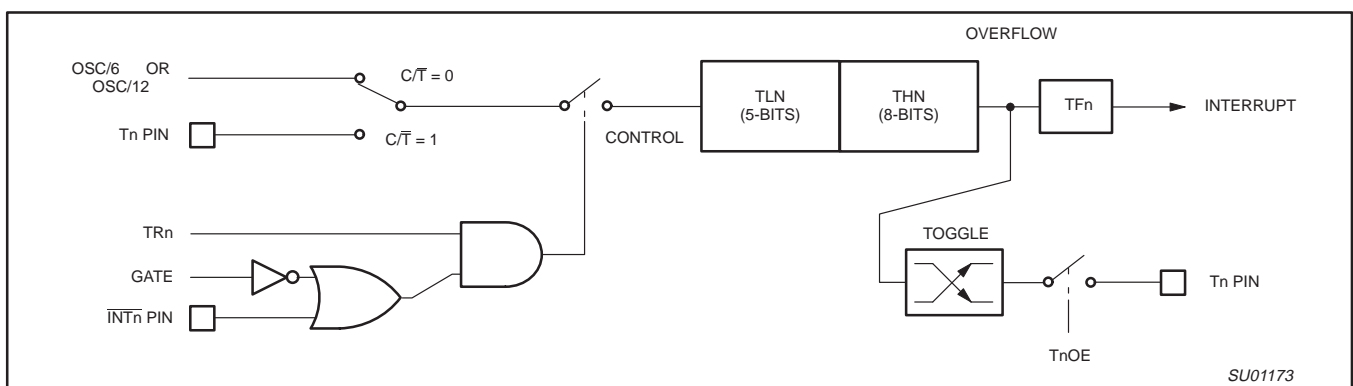 OVERFLOW
OSC/6 OR
OSC/12
C/T̅ = 0
Tn PIN
C/T̅ = 1
CONTROL
TLN
(5-BITS)
THN
(8-BITS)
TFn
INTERRUPT
TRn
GATE
I̅N̅T̅n̅ PIN
TOGGLE
Tn PIN
TnOE
SU01173